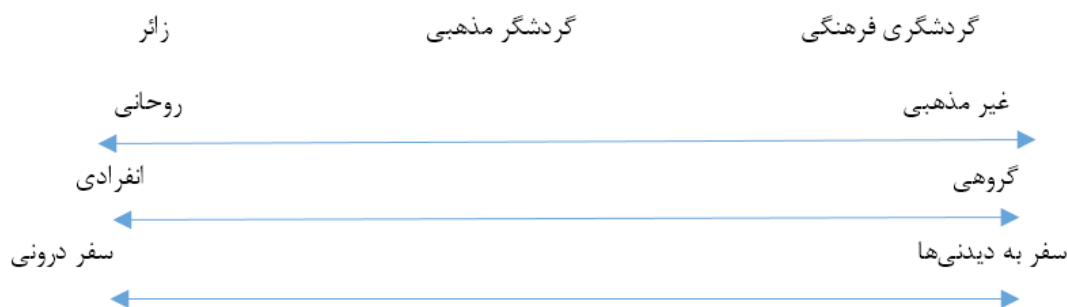 گردشگری فرهنگی گردشگر مذهبی زائر
غیر مذهبی روحانی
گروهی انفرادی
سفر به دیدنی‌ها سفر درونی